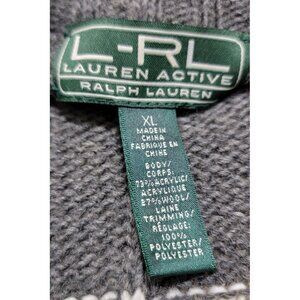 L-RL
LAUREN ACTIVE
RALPH LAUREN
XL
MADE IN
CHINA
FABRIQUE EN
CHINE
BODY/
CORPS:
73%ACRYLIC/
ACRYLIQUE
27%WOOL/
LAINE
TRIMMING/
RÉGLAGE:
100%
POLYESTER/
POLYESTER